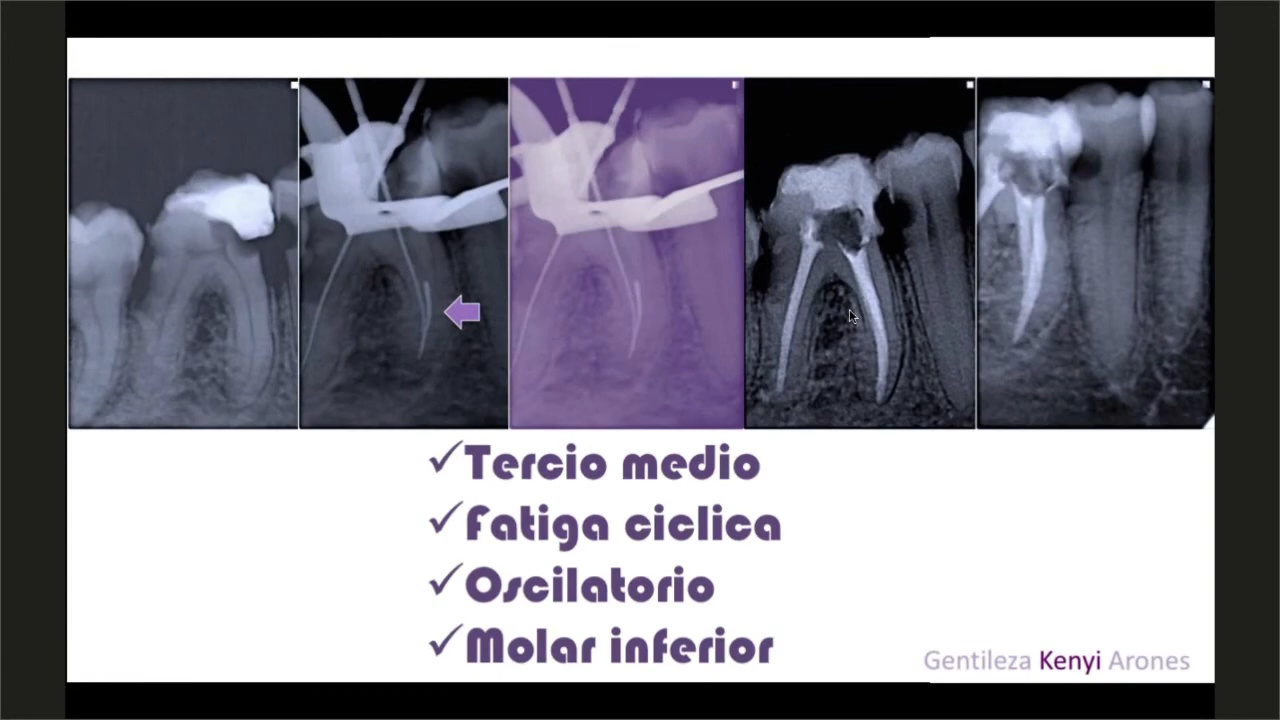 Tercio medio
Fatiga ciclica
Oscilatorio
Molar inferior
Gentileza Kenyi Arones